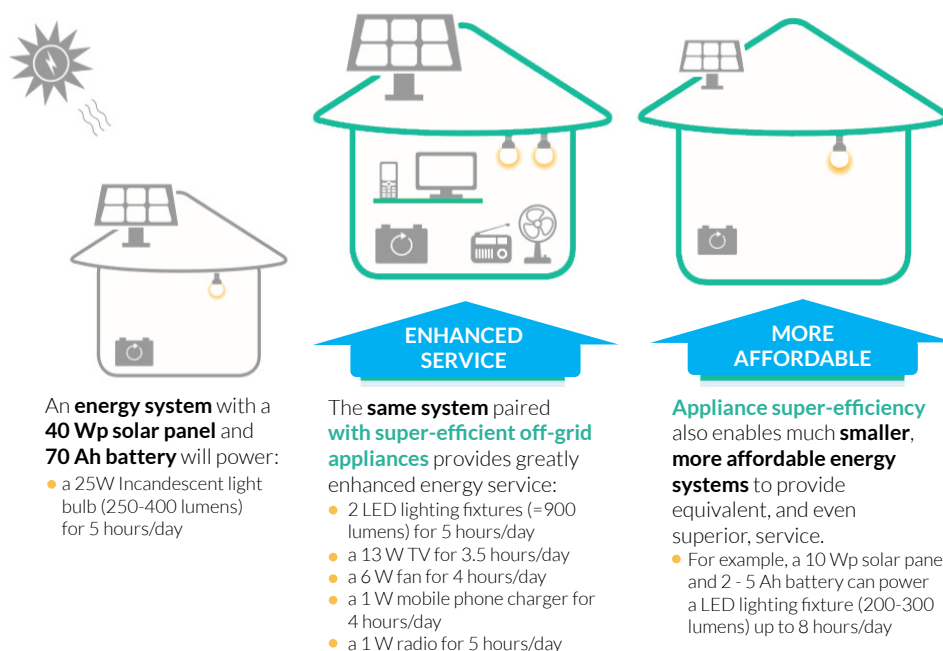 An energy system with a
40 Wp solar panel and
70 Ah battery will power:
a 25W Incandescent light
bulb (250-400 lumens)
for 5 hours/day
ENHANCED
SERVICE
The same system paired
with super-efficient off-grid
appliances provides greatly
enhanced energy service:
2 LED lighting fixtures (=900
lumens) for 5 hours/day
a 13 W TV for 3.5 hours/day
a 6 W fan for 4 hours/day
a 1 W mobile phone charger for
4 hours/day
a 1 W radio for 5 hours/day
MORE
AFFORDABLE
Appliance super-efficiency
also enables much smaller,
more affordable energy
systems to provide
equivalent, and even
superior, service.
For example, a 10 Wp solar pane
and 2 - 5 Ah battery can power
a LED lighting fixture (200-300
lumens) up to 8 hours/day